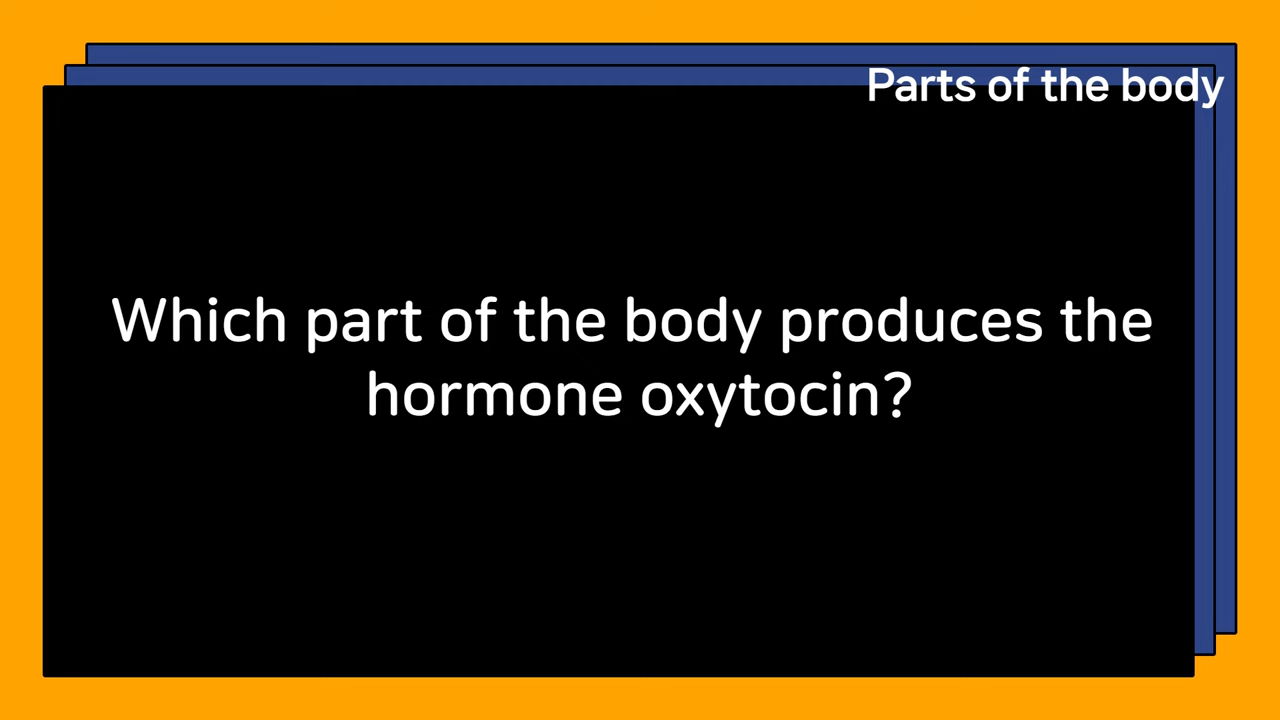 Parts of the body
Which part of the body produces the
hormone oxytocin?